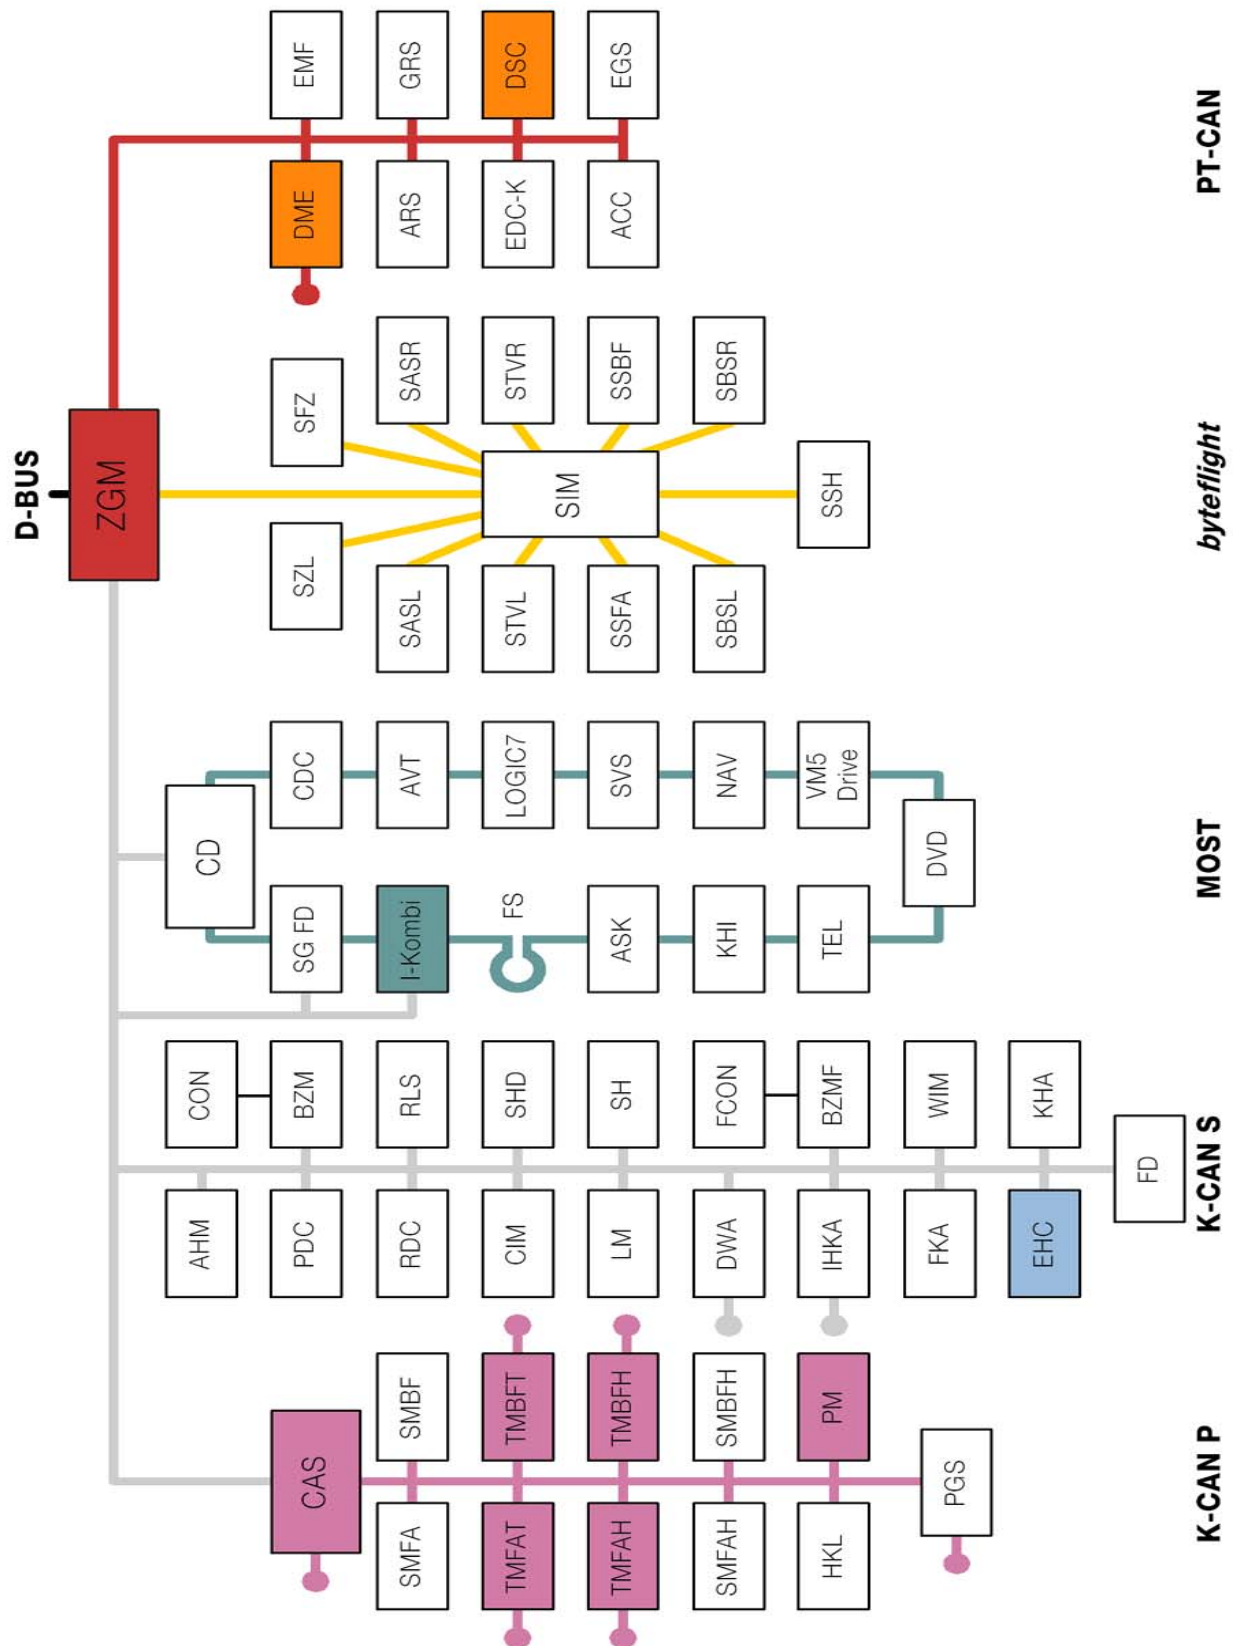 D-BUS
ZGM
CAS
SMFA
SMBF
TMFAT
TMBFT
TMFAH
TMBFH
SMFAH
SMBFH
HKL
PM
PGS
K-CAN P
AHM
CON
PDC
BZM
RDC
RLS
CIM
SHD
LM
SH
DWA
FCON
IHKA
BZMF
FKA
WIM
EHC
KHA
FD
K-CAN S
CD
SG FD
CDC
I-Kombi
AVT
FS
LOGIC7
ASK
SVS
KHI
NAV
TEL
VM5
Drive
DVD
MOST
SZL
SFZ
SASL
SASR
STVL
SIM
STVR
SSFA
SSBF
SBSL
SBSR
SSH
byteflight
DME
EMF
ARS
GRS
EDC-K
DSC
ACC
EGS
PT-CAN